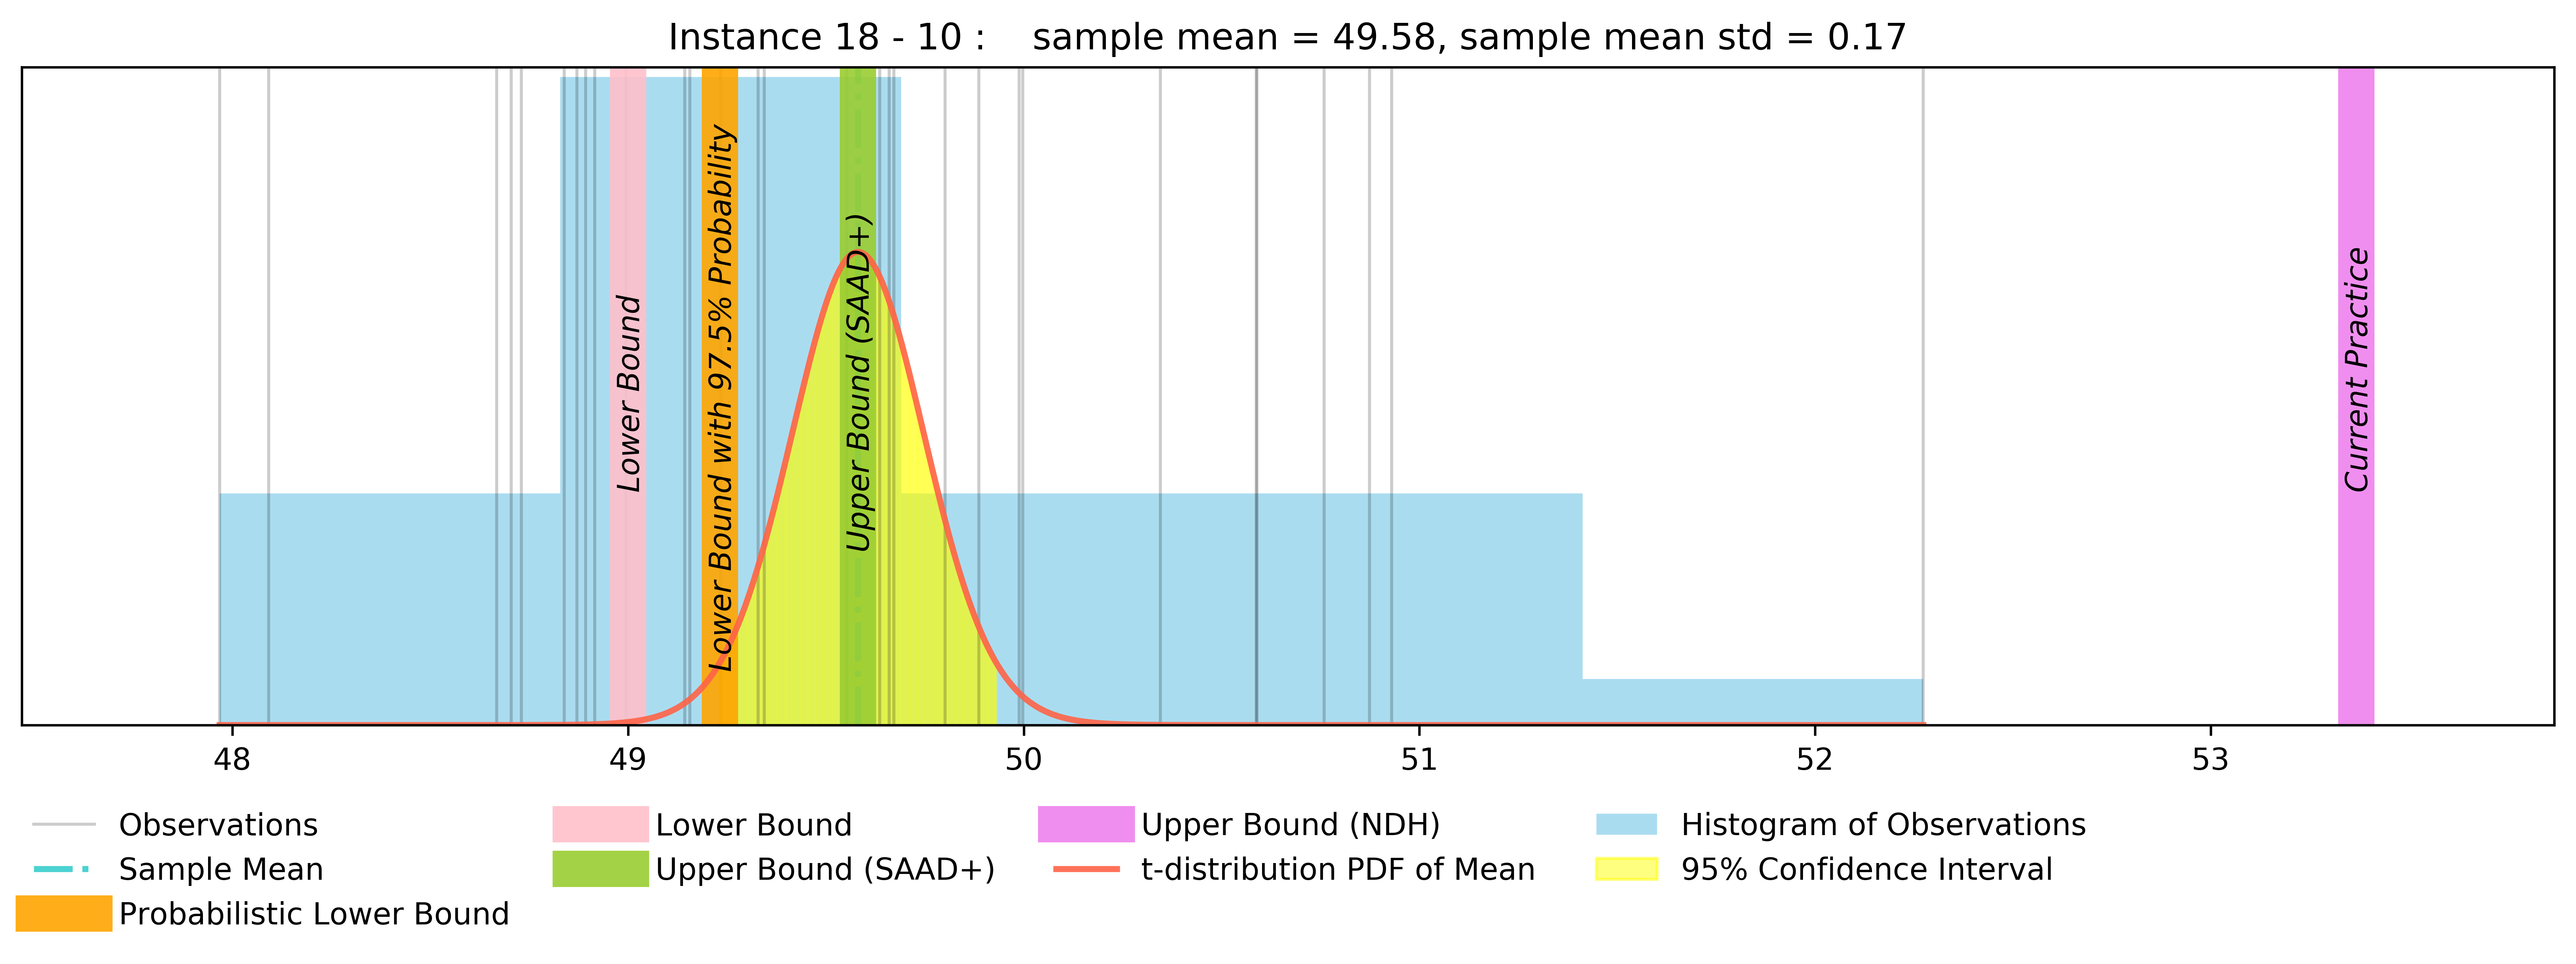 Instance 18 - 10 :    sample mean = 49.58, sample mean std = 0.17
Lower Bound
Lower Bound with 97.5% Probability
Upper Bound (SAAD+)
Current Practice
48 49 50 51 52 53
Observations
Sample Mean
Probabilistic Lower Bound
Lower Bound
Upper Bound (SAAD+)
Upper Bound (NDH)
t-distribution PDF of Mean
Histogram of Observations
95% Confidence Interval